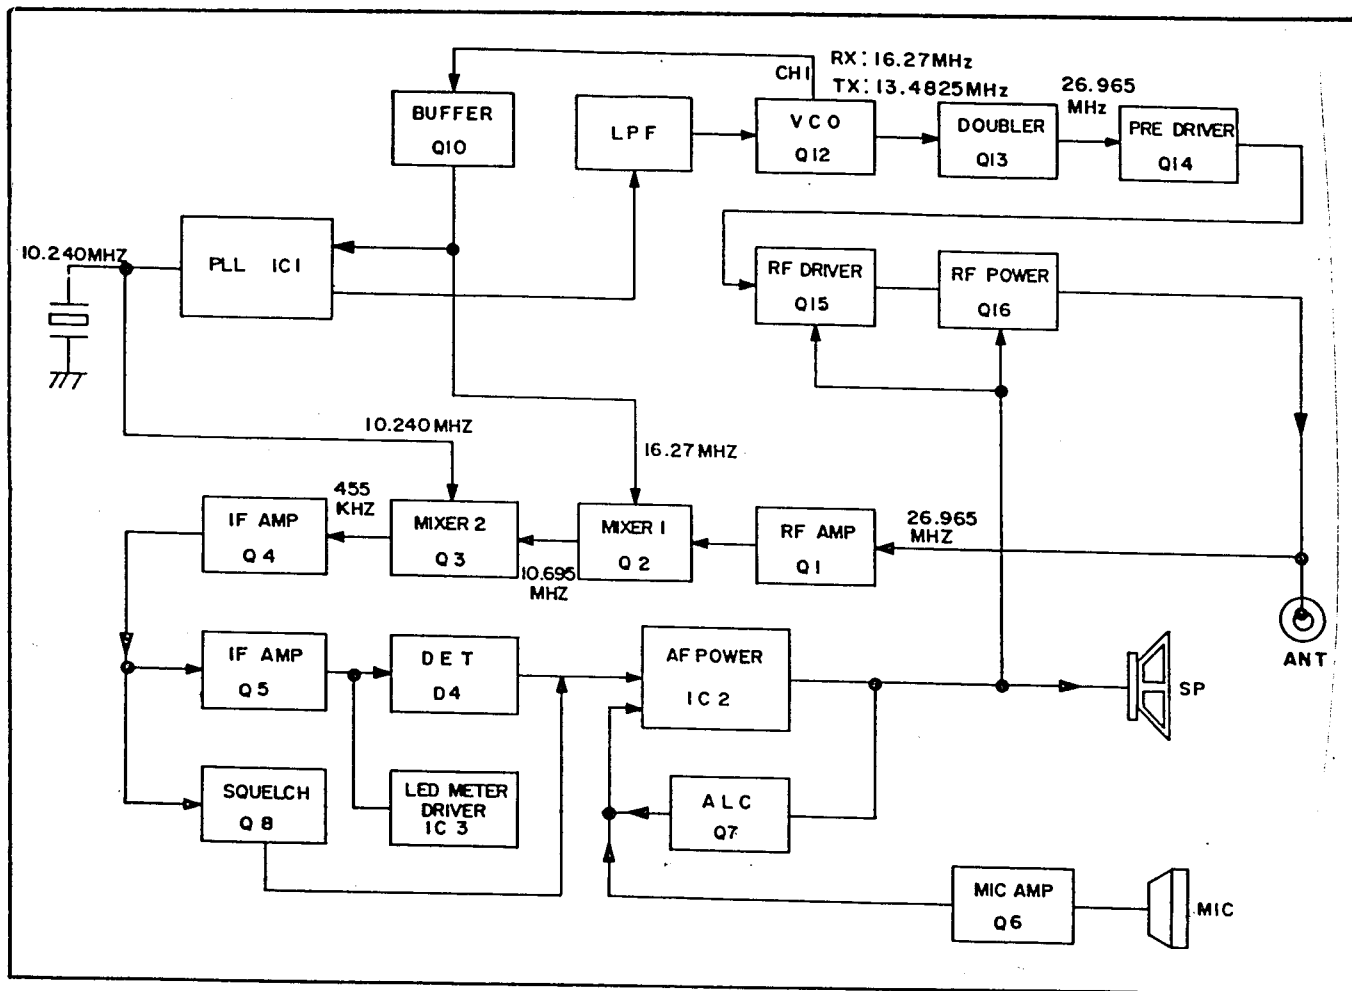 RX: 16.27MHz
CH1
TX: 13.4825MHz
26.965
MHz
BUFFER
Q10
LPF
VCO
Q12
DOUBLER
Q13
PRE DRIVER
Q14
10.240MHZ
PLL IC1
RF DRIVER
Q15
RF POWER
Q16
10.240MHZ
16.27MHZ
455
KHZ
IF AMP
Q4
MIXER 2
Q3
10.695
MHZ
MIXER 1
Q2
RF AMP
Q1
26.965
MHZ
ANT
IF AMP
Q5
DET
D4
AF POWER
IC2
SP
SQUELCH
Q8
LED METER
DRIVER
IC3
ALC
Q7
MIC AMP
Q6
MIC